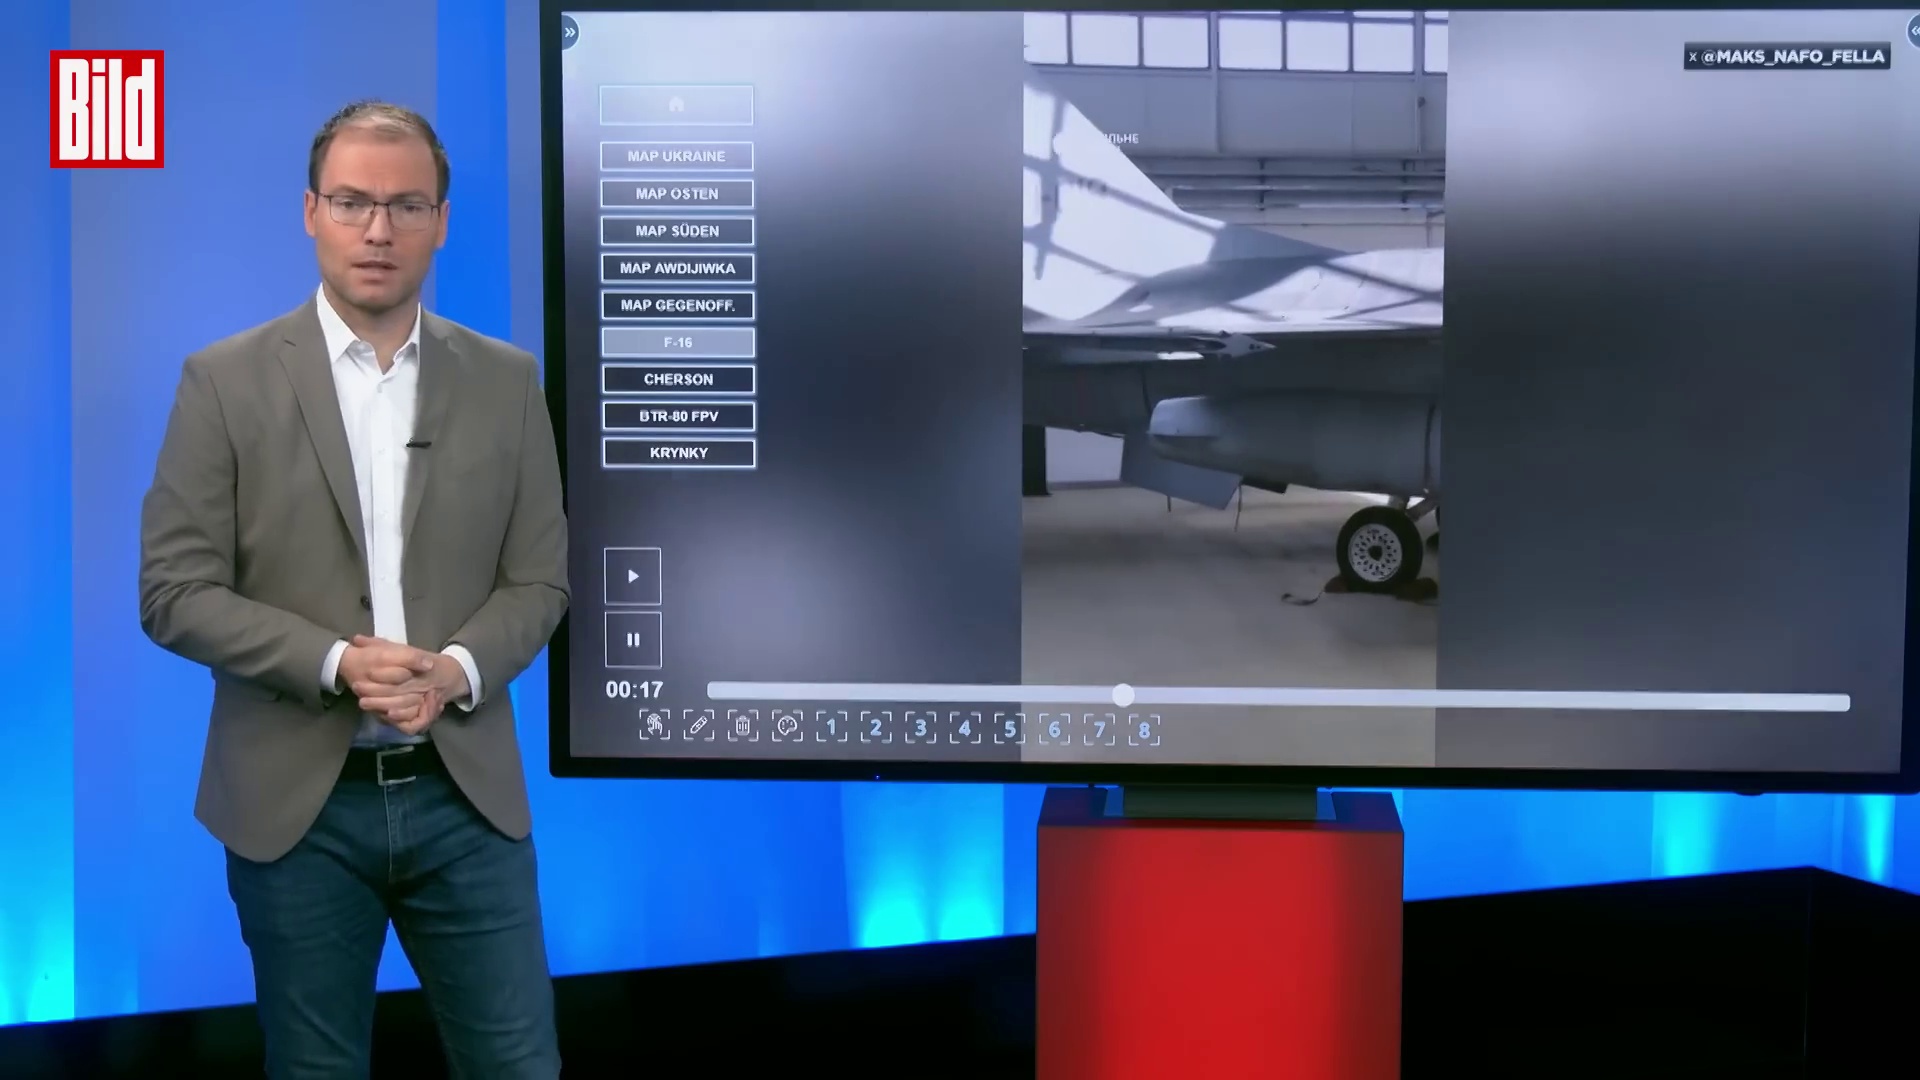 Bild
X @MAKS_NAFO_FELLA
MAP UKRAINE
MAP OSTEN
MAP SÜDEN
MAP AWDIJIWKA
MAP GEGENOFF.
F-16
CHERSON
BTR-80 FPV
KRYNKY
00:17
1 2 3 4 5 6 7 8